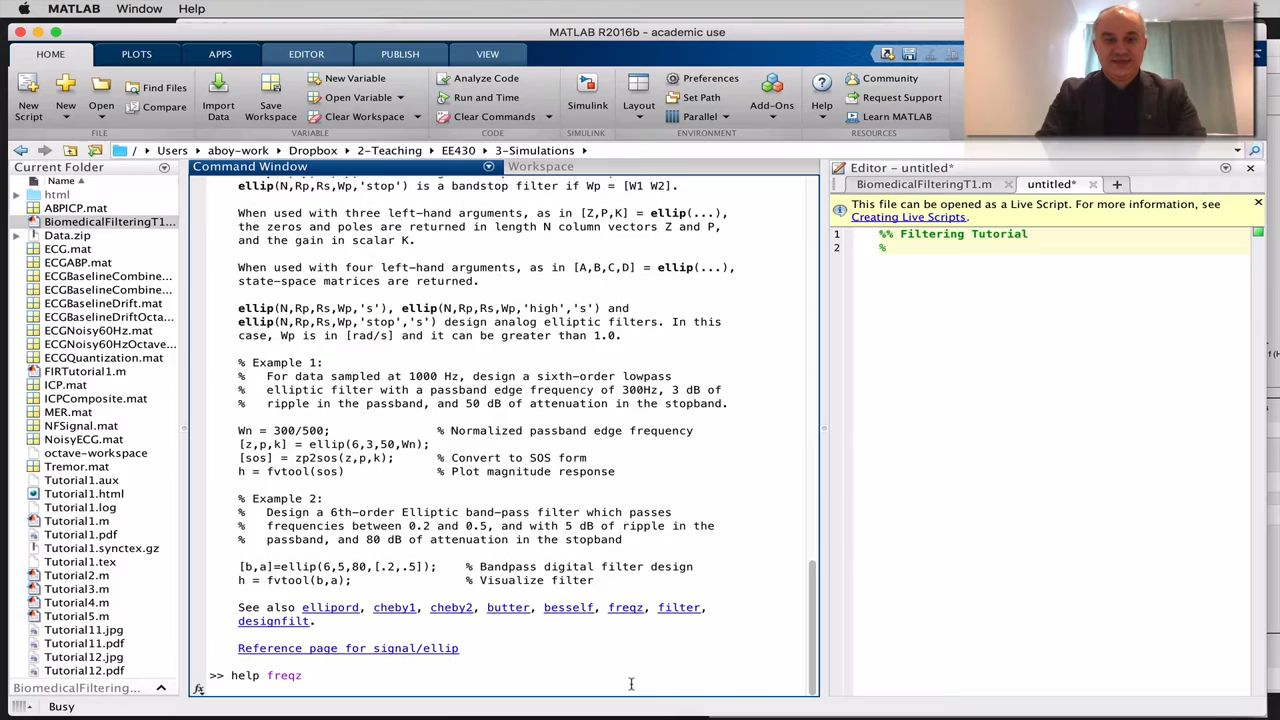 MATLAB Window Help
MATLAB R2016b - academic use
HOME PLOTS APPS EDITOR PUBLISH VIEW
New Script
New
Open
Find Files
Compare
Import Data
Save Workspace
New Variable
Open Variable
Clear Workspace
Analyze Code
Run and Time
Clear Commands
Simulink
Layout
Preferences
Set Path
Parallel
Add-Ons
Help
Community
Request Support
Learn MATLAB
FILE VARIABLE CODE SIMULINK ENVIRONMENT RESOURCES
/ Users aboy-work Dropbox 2-Teaching EE430 3-Simulations
Current Folder
Name
html
ABPICP.mat
BiomedicalFilteringT1...
Data.zip
ECG.mat
ECGABP.mat
ECGBaselineCombine...
ECGBaselineCombine...
ECGBaselineDrift.mat
ECGBaselineDriftOcta...
ECGNoisy60Hz.mat
ECGNoisy60HzOctave...
ECGQuantization.mat
FIRTutorial1.m
ICP.mat
ICPComposite.mat
MER.mat
NFSignal.mat
NoisyECG.mat
octave-workspace
Tremor.mat
Tutorial1.aux
Tutorial1.html
Tutorial1.log
Tutorial1.m
Tutorial1.pdf
Tutorial1.synctex.gz
Tutorial1.tex
Tutorial2.m
Tutorial3.m
Tutorial4.m
Tutorial5.m
Tutorial11.jpg
Tutorial11.pdf
Tutorial12.jpg
Tutorial12.pdf
BiomedicalFiltering...
Busy
Command Window Workspace
ellip(N,Rp,Rs,Wp,'stop') is a bandstop filter if Wp = [W1 W2].
When used with three left-hand arguments, as in [Z,P,K] = ellip(...),
the zeros and poles are returned in length N column vectors Z and P,
and the gain in scalar K.
When used with four left-hand arguments, as in [A,B,C,D] = ellip(...),
state-space matrices are returned.
ellip(N,Rp,Rs,Wp,'s'), ellip(N,Rp,Rs,Wp,'high','s') and
ellip(N,Rp,Rs,Wp,'stop','s') design analog elliptic filters. In this
case, Wp is in [rad/s] and it can be greater than 1.0.
% Example 1:
% For data sampled at 1000 Hz, design a sixth-order lowpass
% elliptic filter with a passband edge frequency of 300Hz, 3 dB of
% ripple in the passband, and 50 dB of attenuation in the stopband.
Wn = 300/500; % Normalized passband edge frequency
[z,p,k] = ellip(6,3,50,Wn);
[sos] = zp2sos(z,p,k); % Convert to SOS form
h = fvtool(sos) % Plot magnitude response
% Example 2:
% Design a 6th-order Elliptic band-pass filter which passes
% frequencies between 0.2 and 0.5, and with 5 dB of ripple in the
% passband, and 80 dB of attenuation in the stopband
[b,a]=ellip(6,5,80,[.2,.5]); % Bandpass digital filter design
h = fvtool(b,a); % Visualize filter
See also ellipord, cheby1, cheby2, butter, besself, freqz, filter,
designfilt.
Reference page for signal/ellip
>> help freqz
fx
Editor - untitled*
BiomedicalFilteringT1.m untitled*
This file can be opened as a Live Script. For more information, see
Creating Live Scripts.
1 %% Filtering Tutorial
2 %